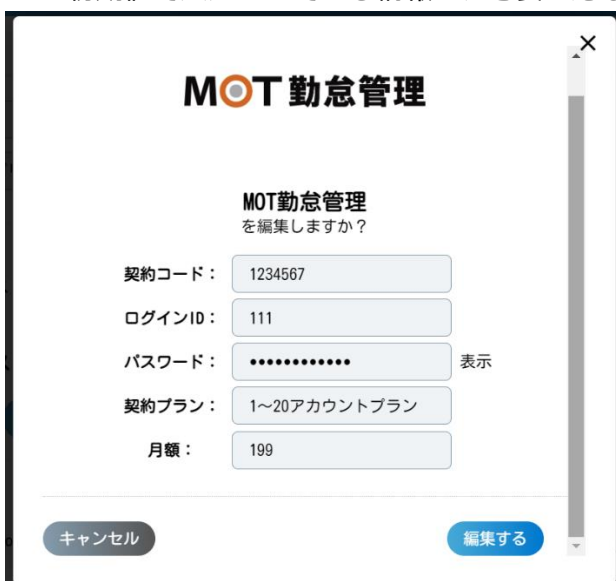 ×
MOT勤怠管理
MOT勤怠管理
を編集しますか？
契約コード： 1234567
ログインID： 111
パスワード： •••••••••••• 表示
契約プラン： 1〜20アカウントプラン
月額： 199
キャンセル 編集する